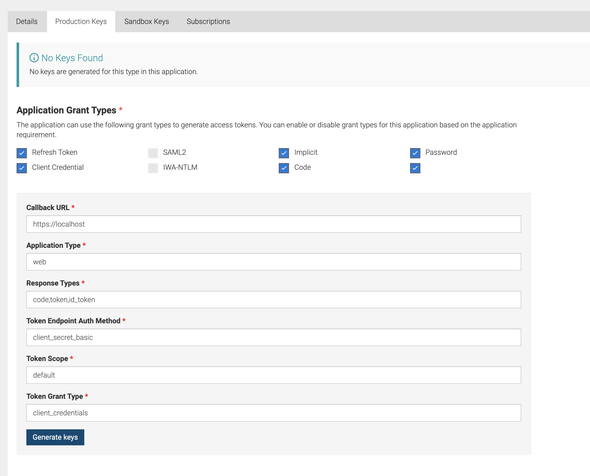 Details Production Keys Sandbox Keys Subscriptions
No Keys Found
No keys are generated for this type in this application.
Application Grant Types *
The application can use the following grant types to generate access tokens. You can enable or disable grant types for this application based on the application
requirement.
Refresh Token SAML2 Implicit Password
Client Credential IWA-NTLM Code
Callback URL *
https://localhost
Application Type *
web
Response Types *
code,token,id_token
Token Endpoint Auth Method *
client_secret_basic
Token Scope *
default
Token Grant Type *
client_credentials
Generate keys